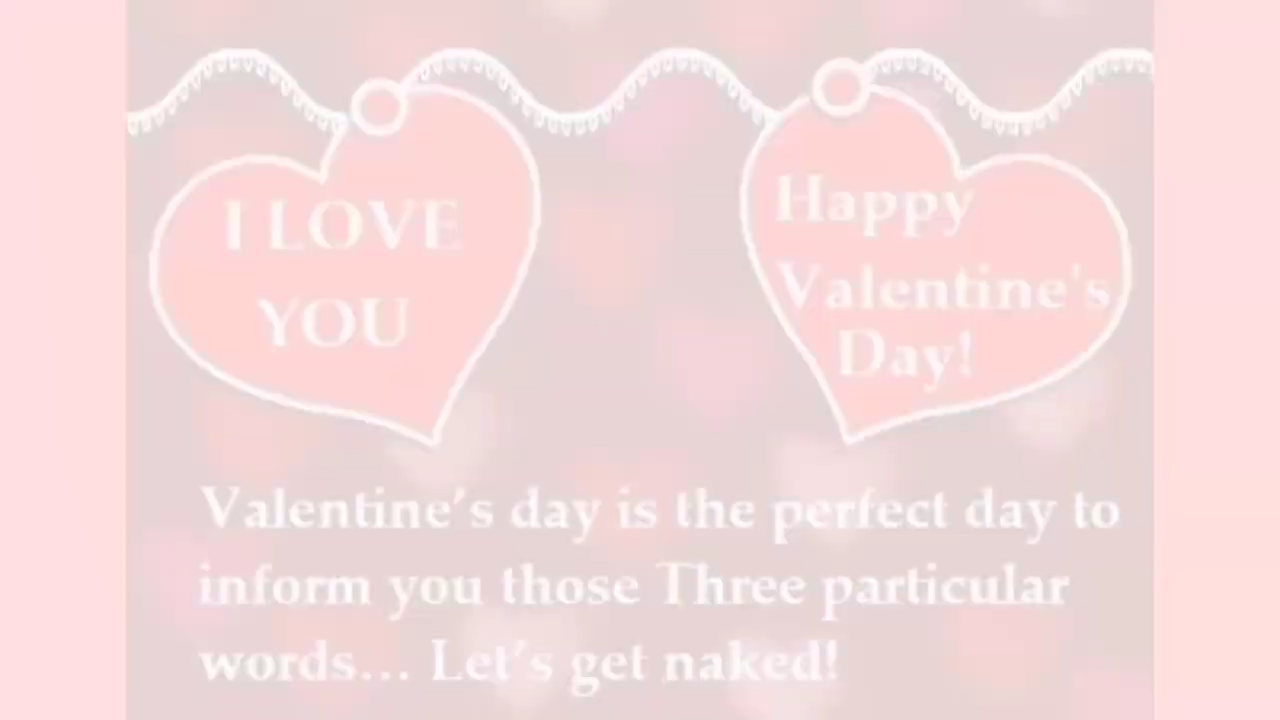 I LOVE
YOU
Happy
Valentine's
Day!
Valentine’s day is the perfect day to
inform you those Three particular
words... Let’s get naked!